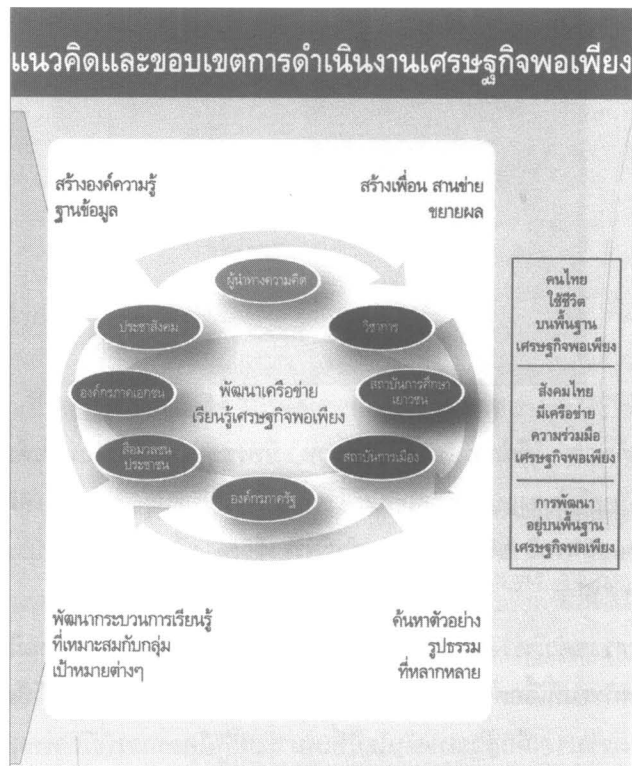 แนวคิดและขอบเขตการดำเนินงานเศรษฐกิจพอเพียง
สร้างองค์ความรู้
ฐานข้อมูล
สร้างเพื่อน สานข่าย
ขยายผล
ผู้นำทางความคิด
ประชาสังคม
วิชาการ
องค์กรภาคเอกชน
พัฒนาเครือข่าย
เรียนรู้เศรษฐกิจพอเพียง
สถาบันการศึกษา
เยาวชน
สื่อมวลชน
ประชาชน
สถาบันการเมือง
องค์กรภาครัฐ
พัฒนากระบวนการเรียนรู้
ที่เหมาะสมกับกลุ่ม
เป้าหมายต่างๆ
ค้นหาตัวอย่าง
รูปธรรม
ที่หลากหลาย
คนไทย
ใช้ชีวิต
บนพื้นฐาน
เศรษฐกิจพอเพียง
สังคมไทย
มีเครือข่าย
ความร่วมมือ
เศรษฐกิจพอเพียง
การพัฒนา
อยู่บนพื้นฐาน
เศรษฐกิจพอเพียง